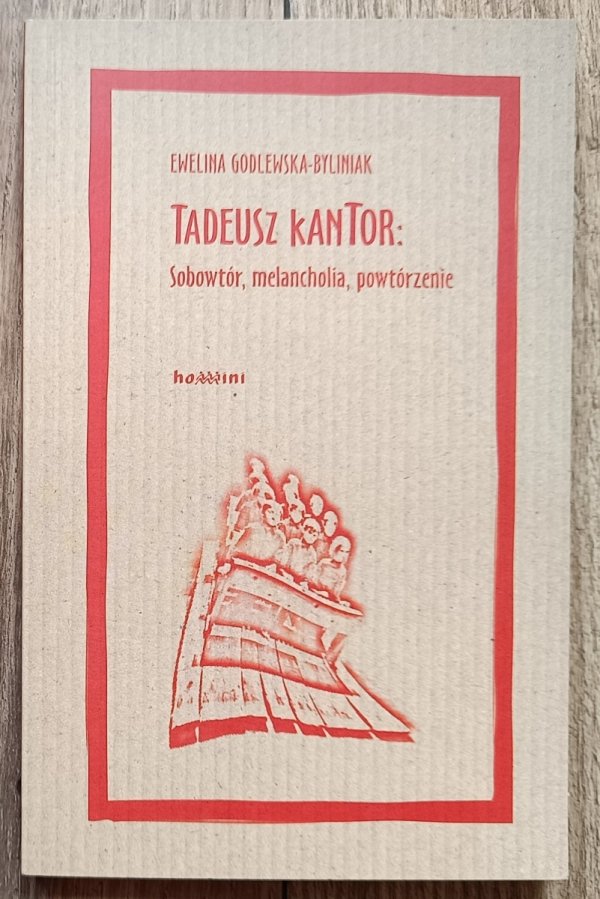 EWELINA GODLEWSKA-BYLINIAK
TADEUSZ kANTOR:
Sobowtór, melancholia, powtórzenie
homini